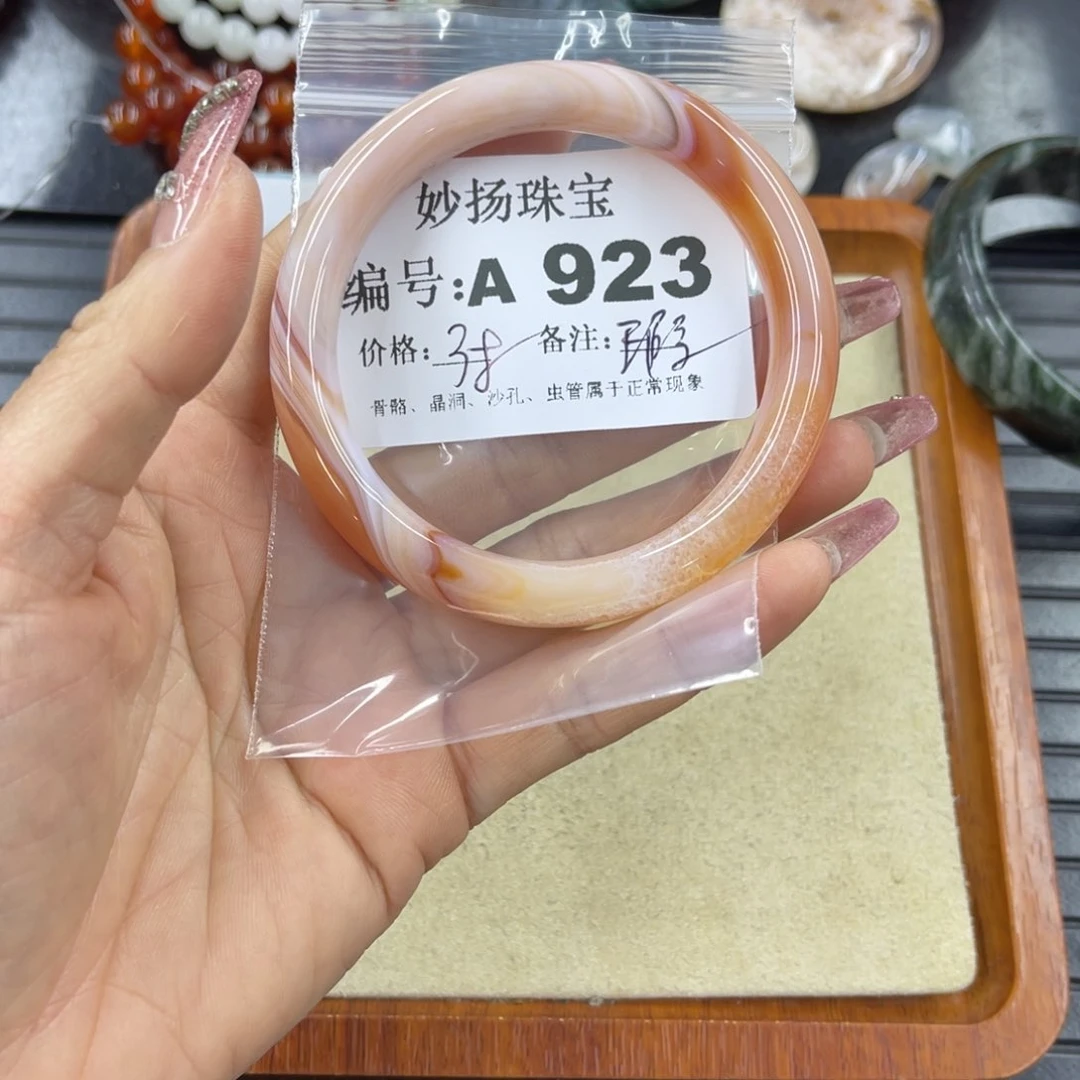 妙扬珠宝
编号:A 923
价格: 备注:
骨骼、晶洞、沙孔、虫管属于正常现象